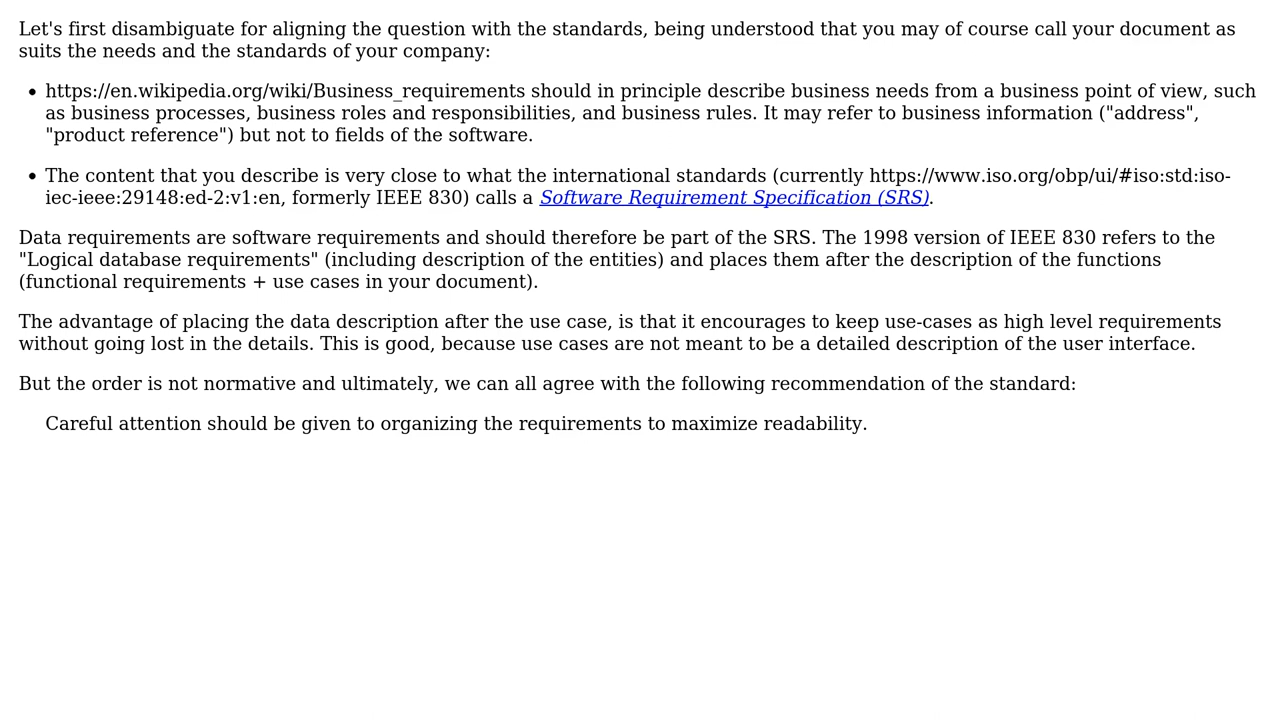 Let's first disambiguate for aligning the question with the standards, being understood that you may of course call your document as
suits the needs and the standards of your company:
• https://en.wikipedia.org/wiki/Business_requirements should in principle describe business needs from a business point of view, such
as business processes, business roles and responsibilities, and business rules. It may refer to business information ("address",
"product reference") but not to fields of the software.
• The content that you describe is very close to what the international standards (currently https://www.iso.org/obp/ui/#iso:std:iso-
iec-ieee:29148:ed-2:v1:en, formerly IEEE 830) calls a Software Requirement Specification (SRS).
Data requirements are software requirements and should therefore be part of the SRS. The 1998 version of IEEE 830 refers to the
"Logical database requirements" (including description of the entities) and places them after the description of the functions
(functional requirements + use cases in your document).
The advantage of placing the data description after the use case, is that it encourages to keep use-cases as high level requirements
without going lost in the details. This is good, because use cases are not meant to be a detailed description of the user interface.
But the order is not normative and ultimately, we can all agree with the following recommendation of the standard:
Careful attention should be given to organizing the requirements to maximize readability.